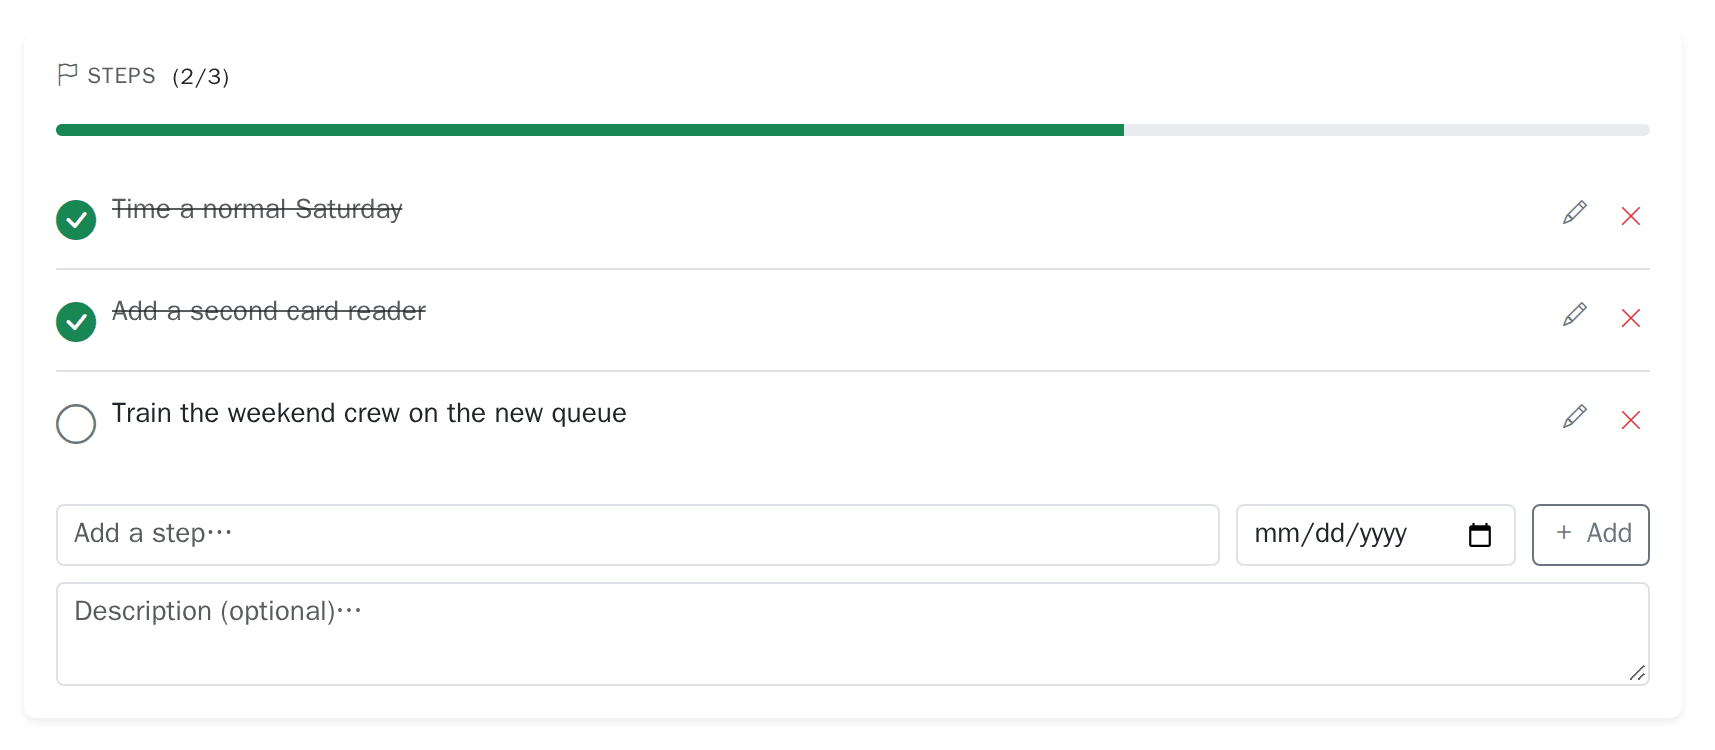 STEPS (2/3)
Time a normal Saturday
Add a second card reader
Train the weekend crew on the new queue
Add a step...
mm/dd/yyyy
+ Add
Description (optional)...